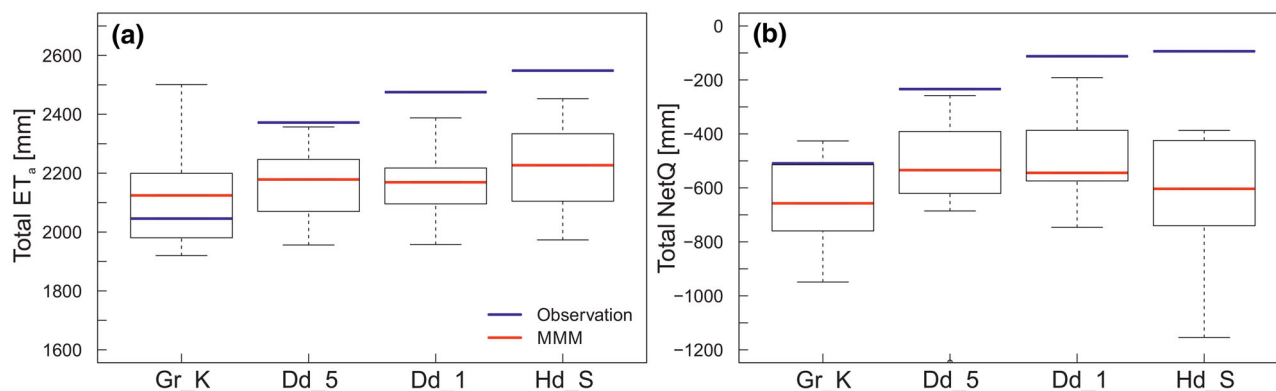 (a)
Total ETa [mm]
2600
2400
2200
2000
1800
1600
Observation
MMM
Gr_K Dd_5 Dd_1 Hd_S
(b)
Total NetQ [mm]
0
−200
−400
−600
−800
−1000
−1200
Gr_K Dd_5 Dd_1 Hd_S